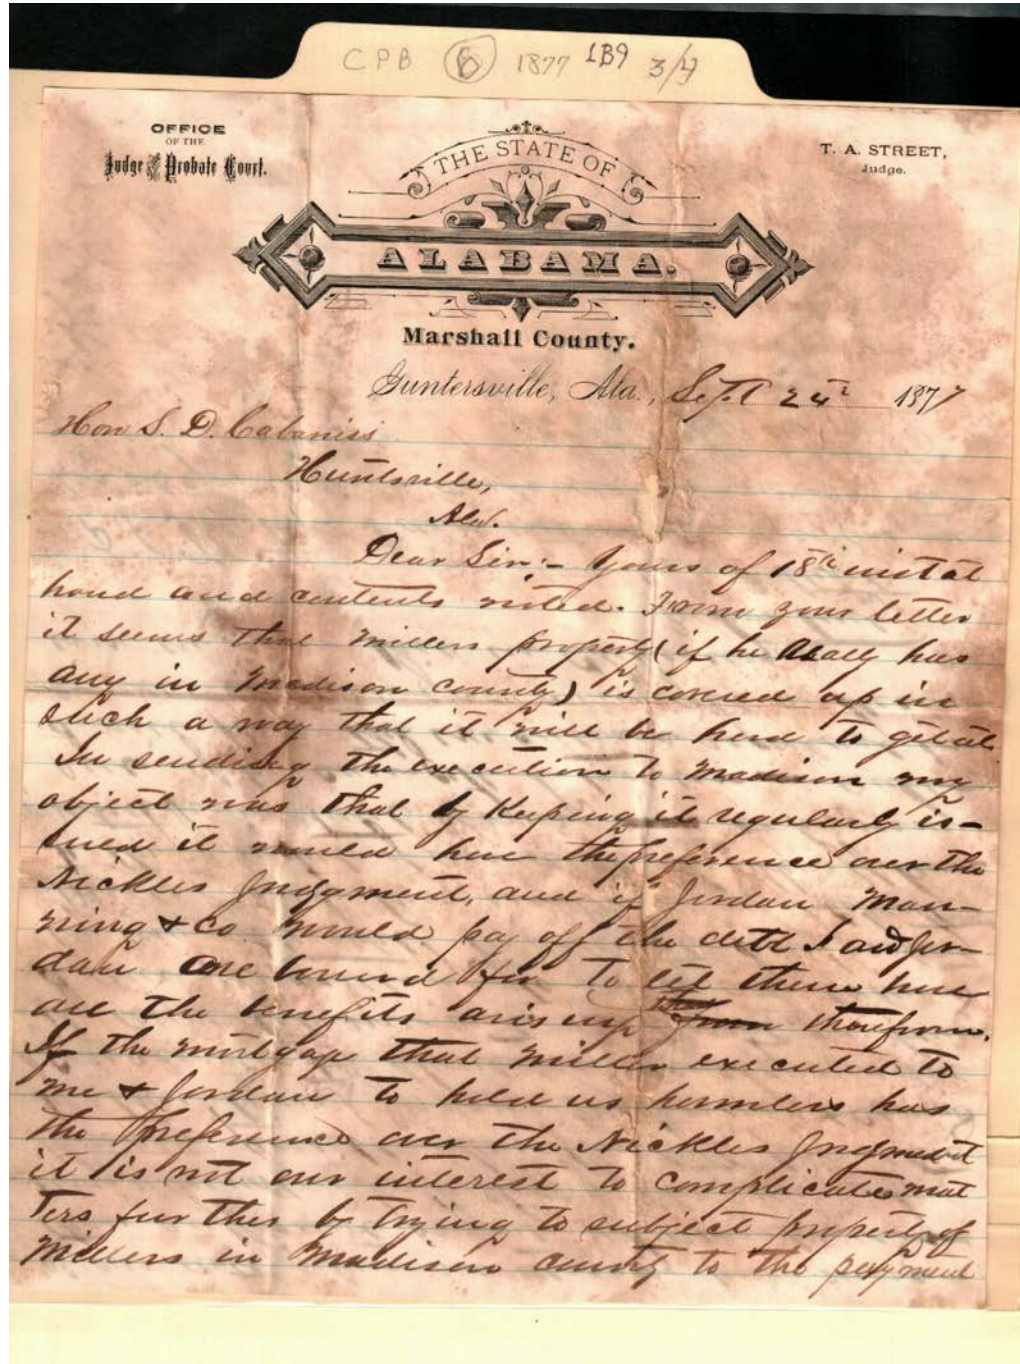 CPB (B) 1877 1B9 3/4
OFFICE
OF THE
Judge of the Probate Court.
THE STATE OF
ALABAMA.
T. A. STREET,
Judge.
Marshall County.
Guntersville, Ala., Sept 24th 1877
Hon S. D. Cabaniss
Huntsville,
Ala.
Dear Sir:- Yours of 18th inst at
hand and contents noted. From your letter
it seems that Millers property (if he really has
any in Madison county) is covered up in
such a way that it will be hard to get at.
In sending the execution to Madison my
object was that by Keeping it regularly is-
sued it would have the preference over the
Nickles Judgment, and if Jordan Man-
ning & Co would pay off the debt I and Jor-
dan are bound for to let them have
all the benefits arising from therefrom.
If the mortgage that Miller executed to
me & Jordan to hold us harmless has
the preference over the Nickles Judgment
it is not our interest to complicate mat
ters further by trying to subject property of
Millers in Madison county to the payment